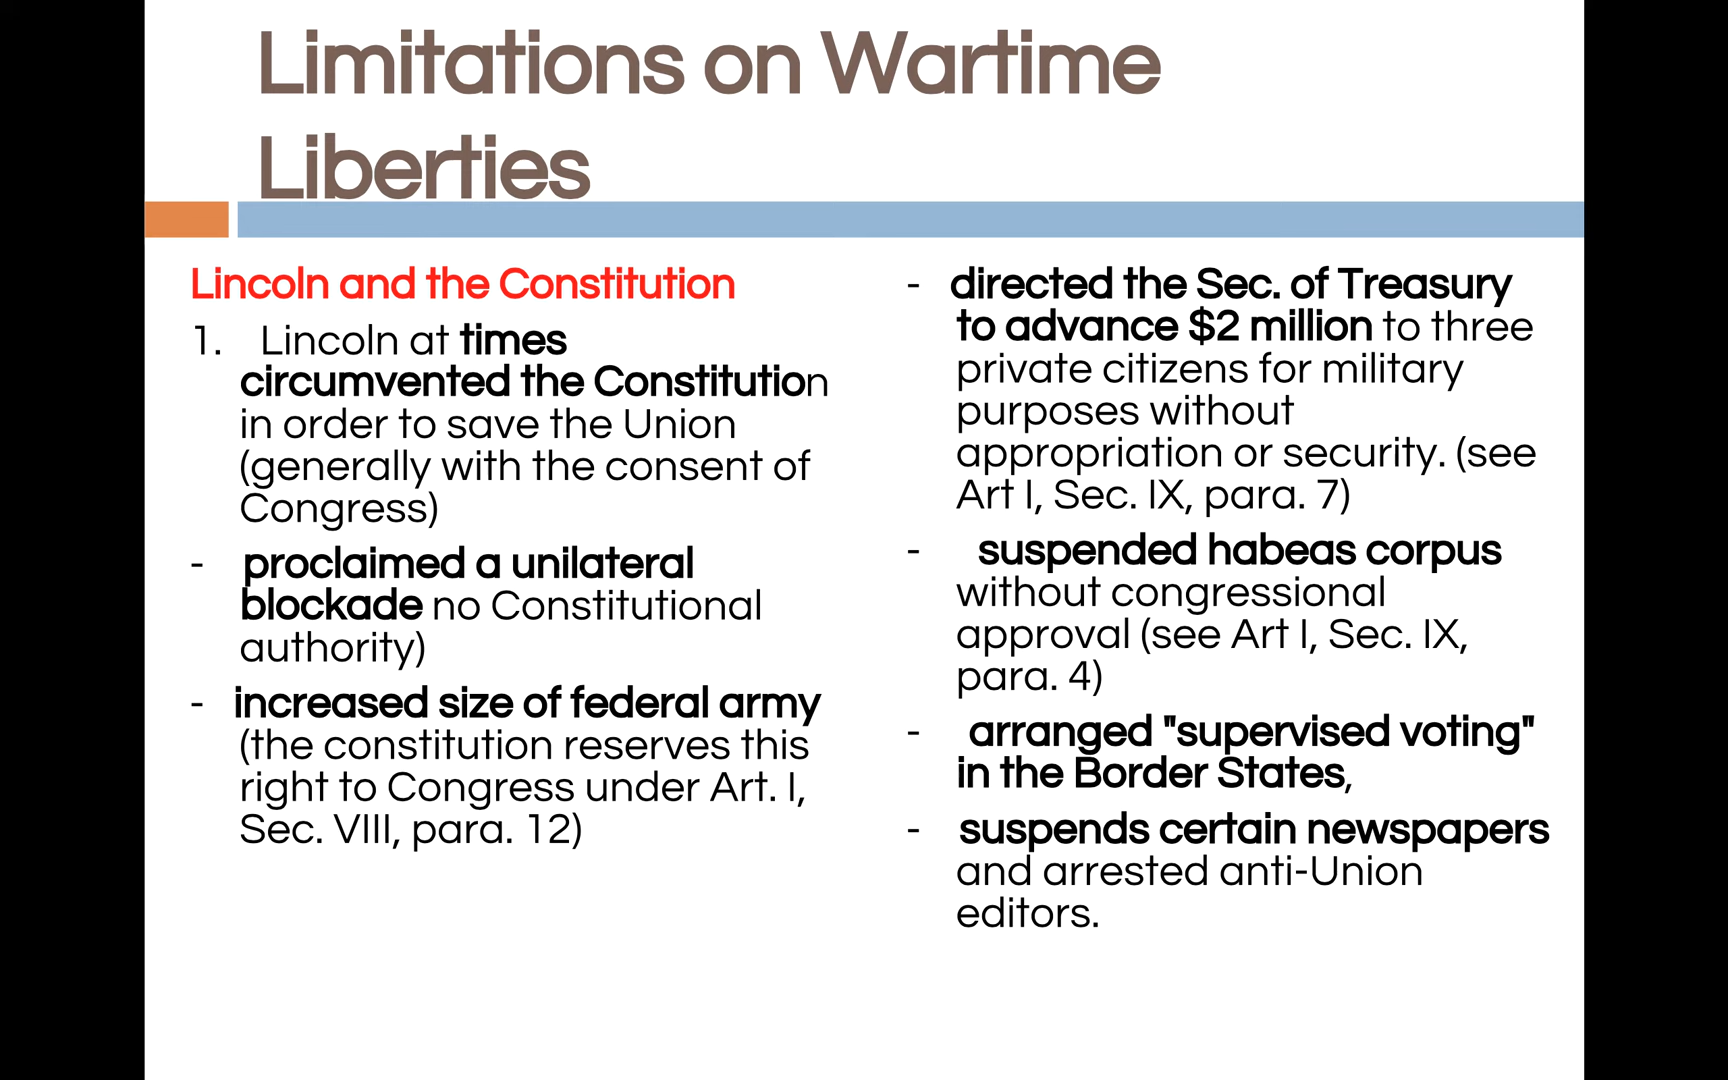 Limitations on Wartime
Liberties
Lincoln and the Constitution
1. Lincoln at times
circumvented the Constitution
in order to save the Union
(generally with the consent of
Congress)
- proclaimed a unilateral
blockade no Constitutional
authority)
- increased size of federal army
(the constitution reserves this
right to Congress under Art. I,
Sec. VIII, para. 12)
- directed the Sec. of Treasury
to advance $2 million to three
private citizens for military
purposes without
appropriation or security. (see
Art I, Sec. IX, para. 7)
- suspended habeas corpus
without congressional
approval (see Art I, Sec. IX,
para. 4)
- arranged "supervised voting"
in the Border States,
- suspends certain newspapers
and arrested anti-Union
editors.